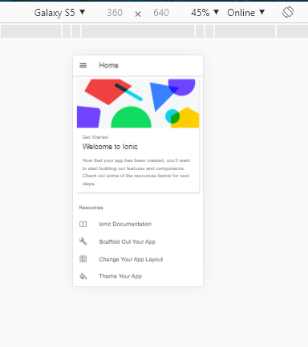 Galaxy S5 ▼ 360 × 640 45% ▼ Online ▼
Home
Get Started
Welcome to Ionic
Now that your app has been created, you'll want
to start building out features and components.
Check out some of the resources below for next
steps.
Resources
Ionic Documentation
Scaffold Out Your App
Change Your App Layout
Theme Your App